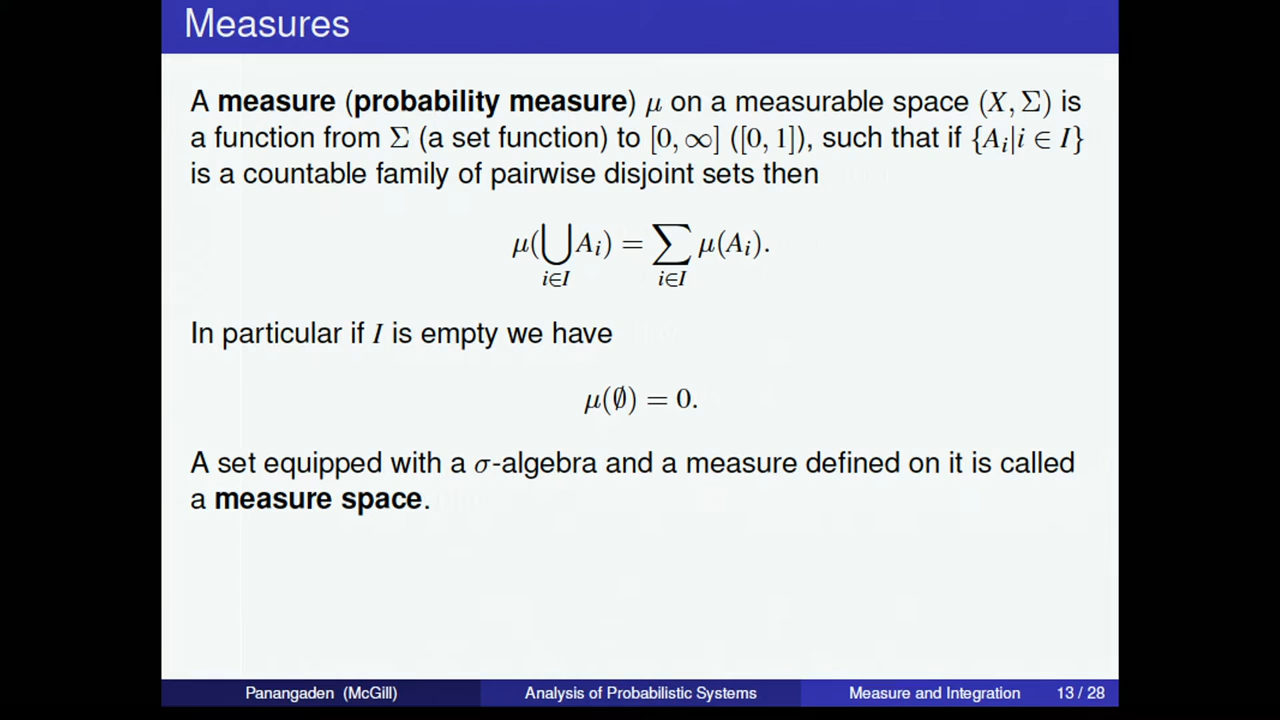 Measures
A measure (probability measure) μ on a measurable space (X, Σ) is
a function from Σ (a set function) to [0, ∞] ([0, 1]), such that if {Aᵢ|i ∈ I}
is a countable family of pairwise disjoint sets then
μ(⋃ Aᵢ) = ∑ μ(Aᵢ).
i∈I i∈I
In particular if I is empty we have
μ(∅) = 0.
A set equipped with a σ-algebra and a measure defined on it is called
a measure space.
Panangaden (McGill) Analysis of Probabilistic Systems Measure and Integration 13 / 28